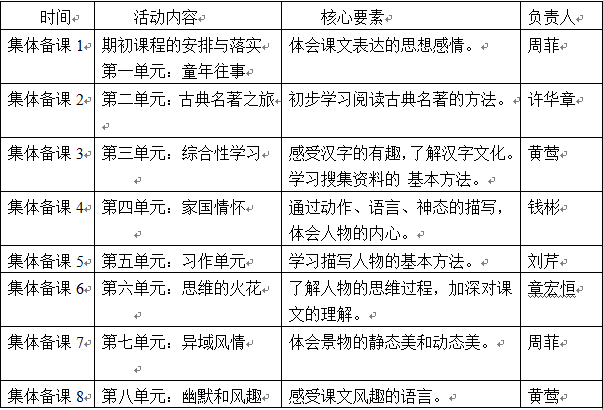 时间 活动内容 核心要素 负责人
集体备课 1 期初课程的安排与落实 体会课文表达的思想感情。 周菲
第一单元：童年往事
集体备课 2 第二单元：古典名著之旅 初步学习阅读古典名著的方法。 许华章
集体备课 3 第三单元：综合性学习 感受汉字的有趣，了解汉字文化。 黄莺
学习搜集资料的 基本方法。
集体备课 4 第四单元：家国情怀 通过动作、语言、神态的描写， 钱彬
体会人物的内心。
集体备课 5 第五单元：习作单元 学习描写人物的基本方法。 刘芹
集体备课 6 第六单元：思维的火花 了解人物的思维过程，加深对课 章宏恒
文的理解。
集体备课 7 第七单元：异域风情 体会景物的静态美和动态美。 周菲
集体备课 8 第八单元：幽默和风趣 感受课文风趣的语言。 黄莺